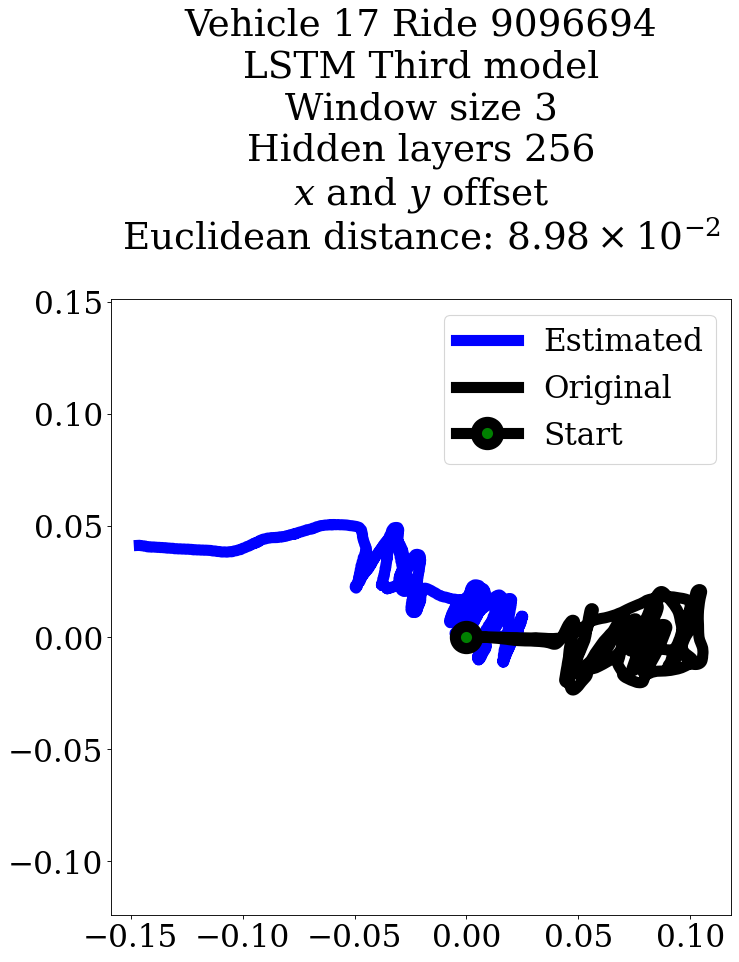 Vehicle 17 Ride 9096694
LSTM Third model
Window size 3
Hidden layers 256
x and y offset
Euclidean distance: 8.98 × 10⁻²
0.15
0.10
0.05
0.00
−0.05
−0.10
Estimated
Original
Start
−0.15 −0.10 −0.05 0.00 0.05 0.10